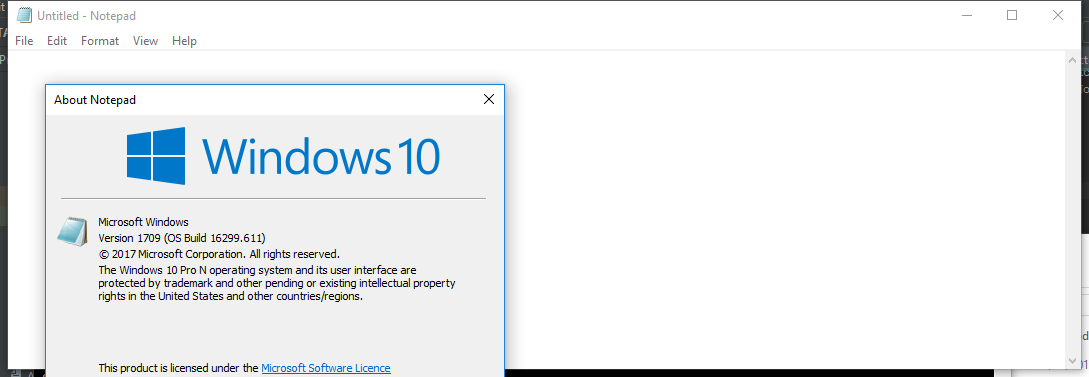 Untitled - Notepad
File Edit Format View Help
About Notepad
Windows 10
Microsoft Windows
Version 1709 (OS Build 16299.611)
© 2017 Microsoft Corporation. All rights reserved.
The Windows 10 Pro N operating system and its user interface are
protected by trademark and other pending or existing intellectual property
rights in the United States and other countries/regions.
This product is licensed under the Microsoft Software Licence